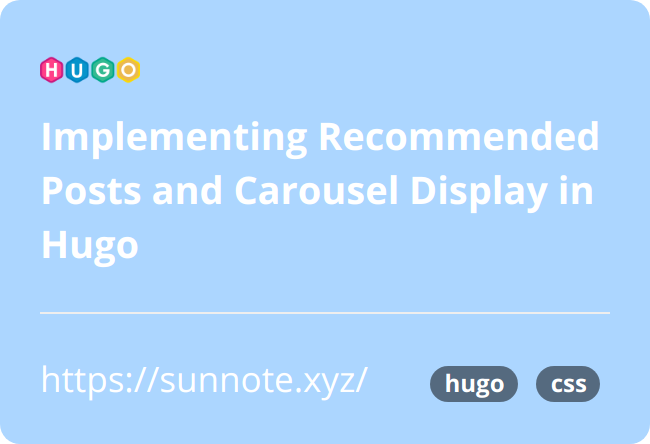 HUGO
Implementing Recommended
Posts and Carousel Display in
Hugo
https://sunnote.xyz/ hugo css